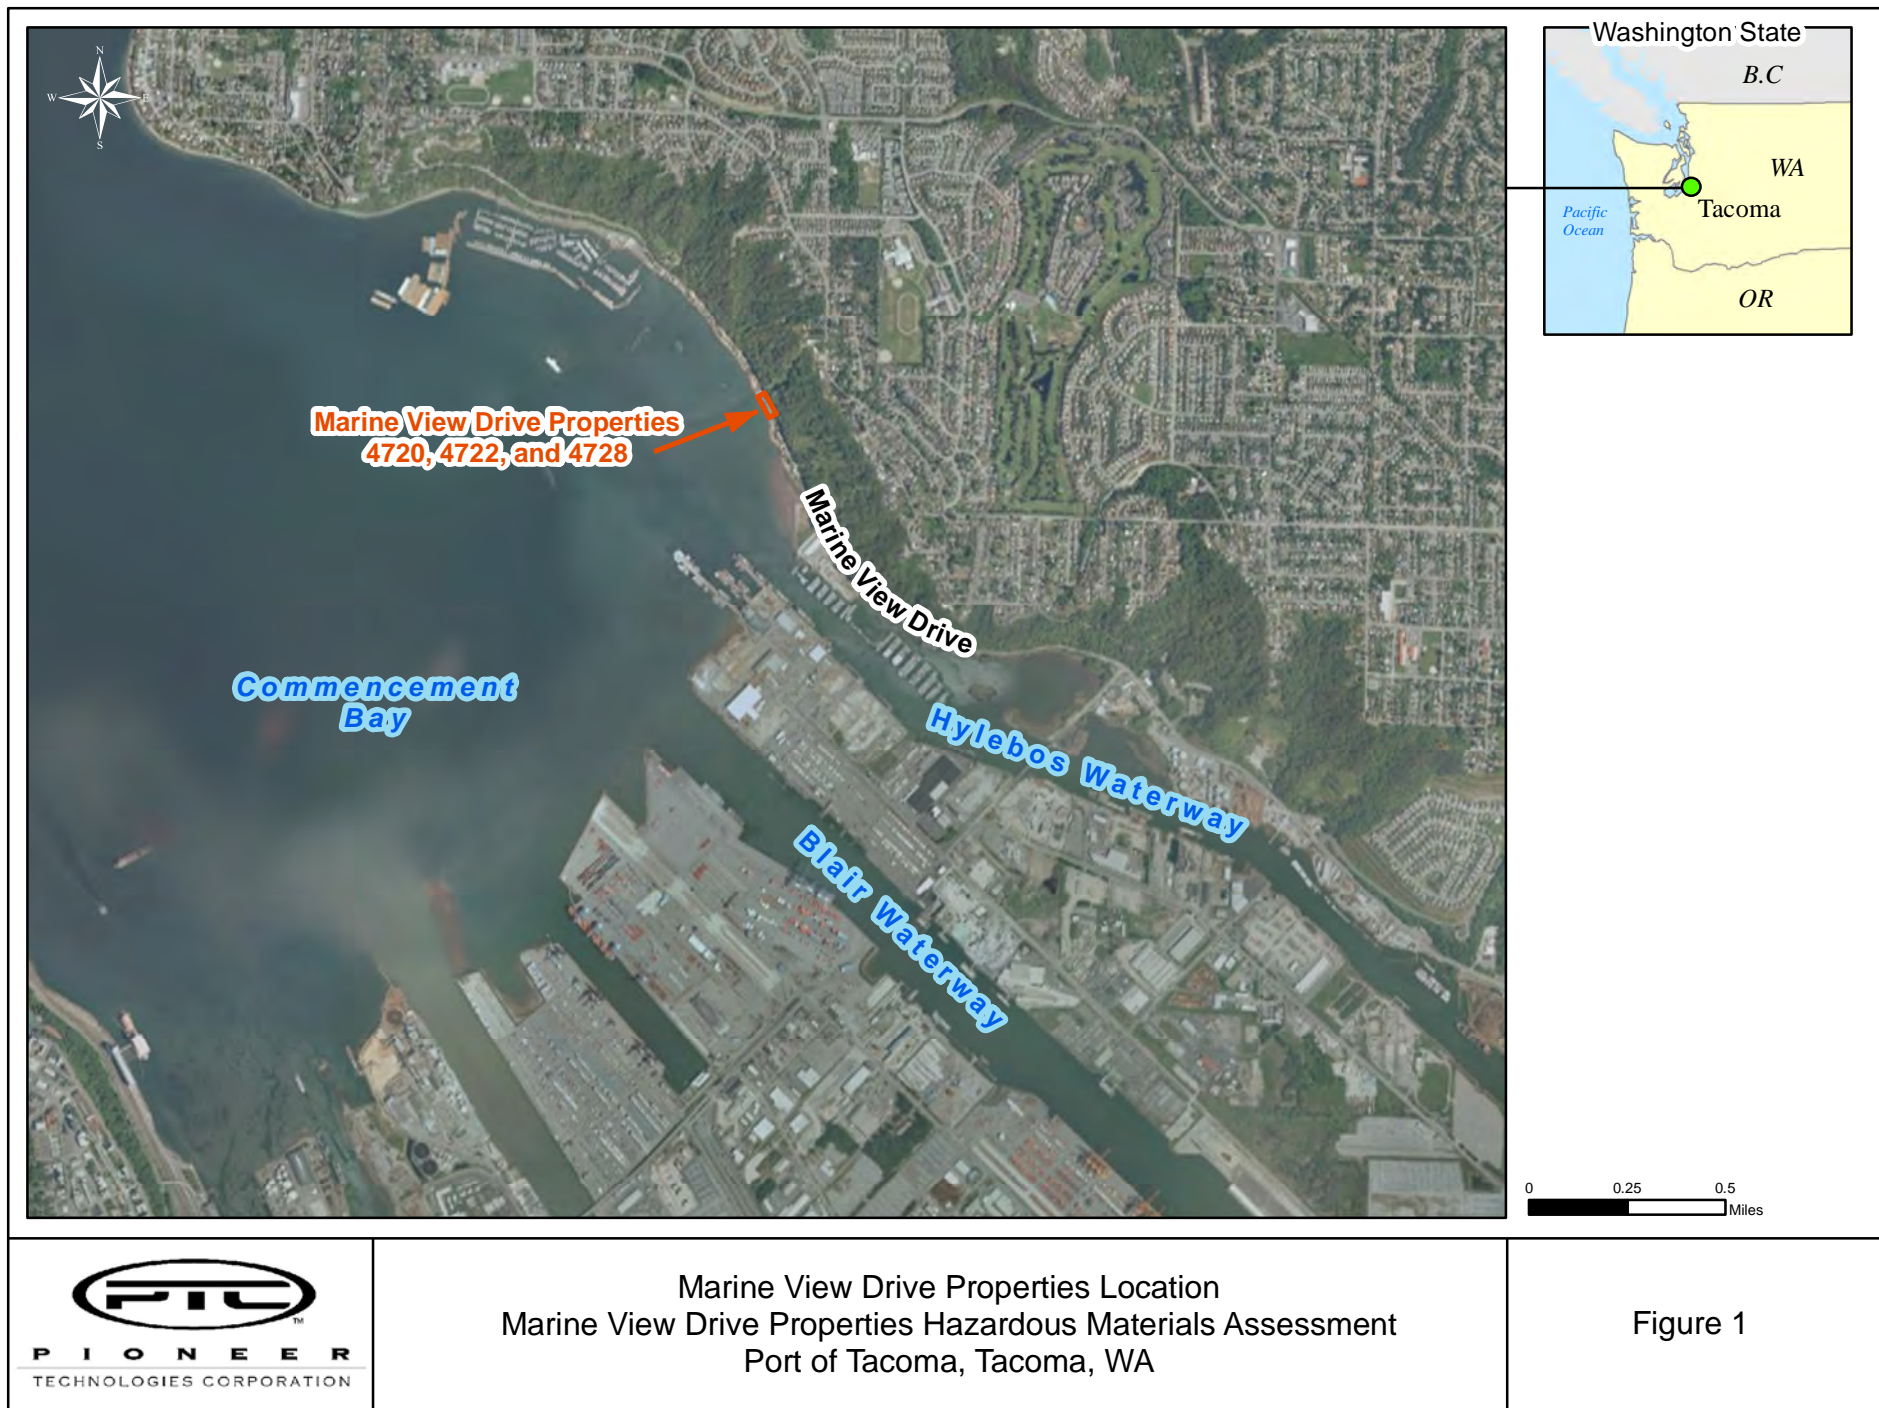 N
W E
S
Washington State
B.C
WA
Tacoma
Pacific
Ocean
OR
Marine View Drive Properties
4720, 4722, and 4728
Marine View Drive
Commencement
Bay
Hylebos Waterway
Blair Waterway
0 0.25 0.5
Miles
PTC
TM
PIONEER
TECHNOLOGIES CORPORATION
Marine View Drive Properties Location
Marine View Drive Properties Hazardous Materials Assessment
Port of Tacoma, Tacoma, WA
Figure 1